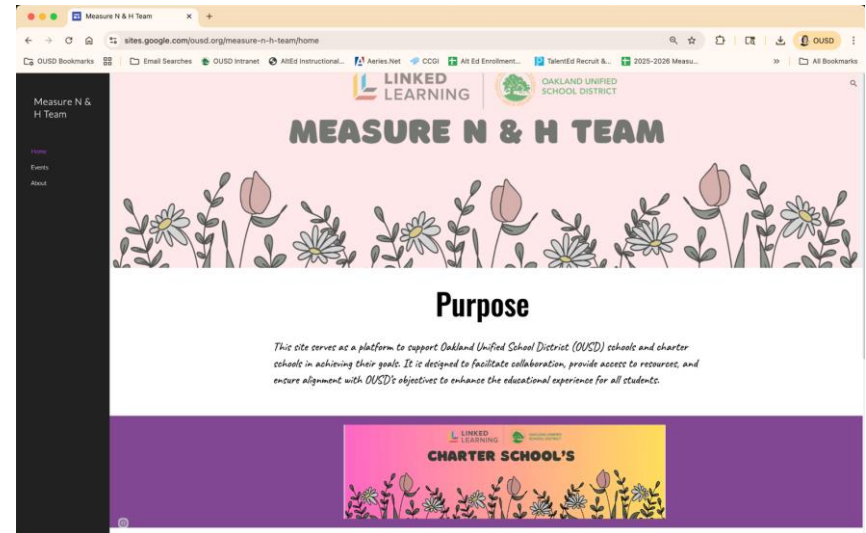 Measure N & H Team
sites.google.com/ousd.org/measure-n-h-team/home
OUSD
OUSD Bookmarks
Email Searches
OUSD Intranet
AltEd Instructional...
Aeries.Net
CCGI
Alt Ed Enrollment...
TalentEd Recruit &...
2025-2026 Measu...
All Bookmarks
Measure N &
H Team
Home
Events
About
LINKED
LEARNING
OAKLAND UNIFIED
SCHOOL DISTRICT
MEASURE N & H TEAM
Purpose
This site serves as a platform to support Oakland Unified School District (OUSD) schools and charter
schools in achieving their goals. It is designed to facilitate collaboration, provide access to resources, and
ensure alignment with OUSD's objectives to enhance the educational experience for all students.
LINKED
LEARNING
CHARTER SCHOOL'S